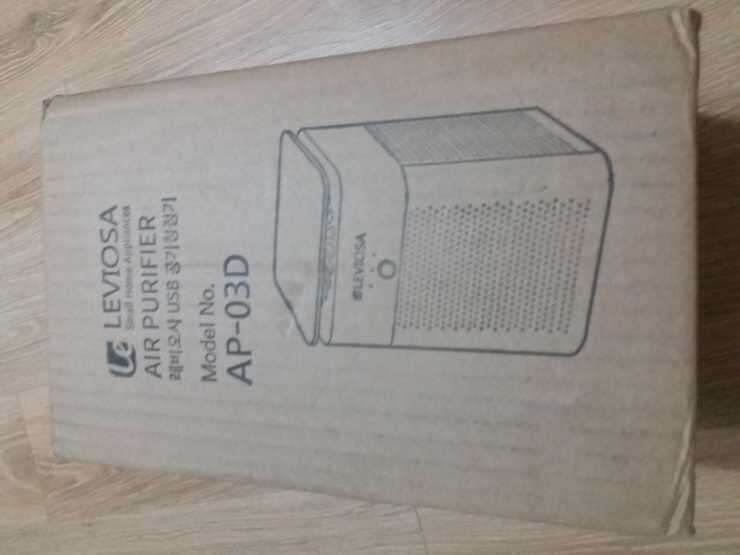 LEVIOSA
Small Home Appliances
AIR PURIFIER
레비오사 USB 공기청정기
Model No.
AP-03D
LEVIOSA